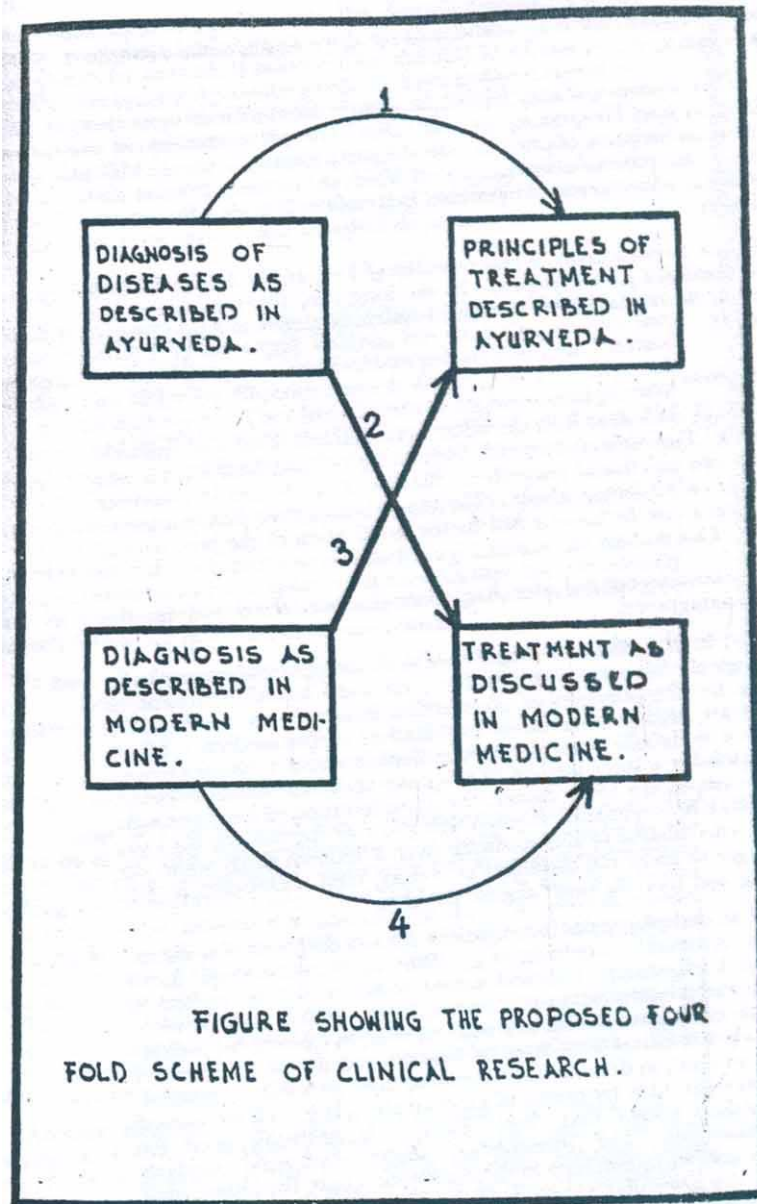 1
DIAGNOSIS OF
DISEASES AS
DESCRIBED IN
AYURVEDA.
PRINCIPLES OF
TREATMENT
DESCRIBED IN
AYURVEDA.
2
3
DIAGNOSIS AS
DESCRIBED IN
MODERN MEDI-
CINE.
TREATMENT AS
DISCUSSED
IN MODERN
MEDICINE.
4
FIGURE SHOWING THE PROPOSED FOUR
FOLD SCHEME OF CLINICAL RESEARCH.